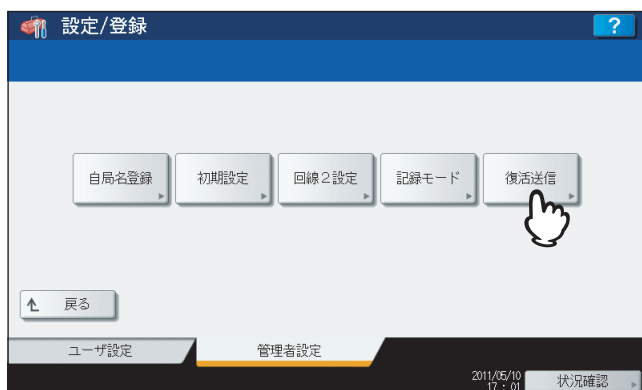 設定/登録
?
自局名登録
初期設定
回線2設定
記録モード
復活送信
戻る
ユーザ設定
管理者設定
2011/05/10
17:01
状況確認